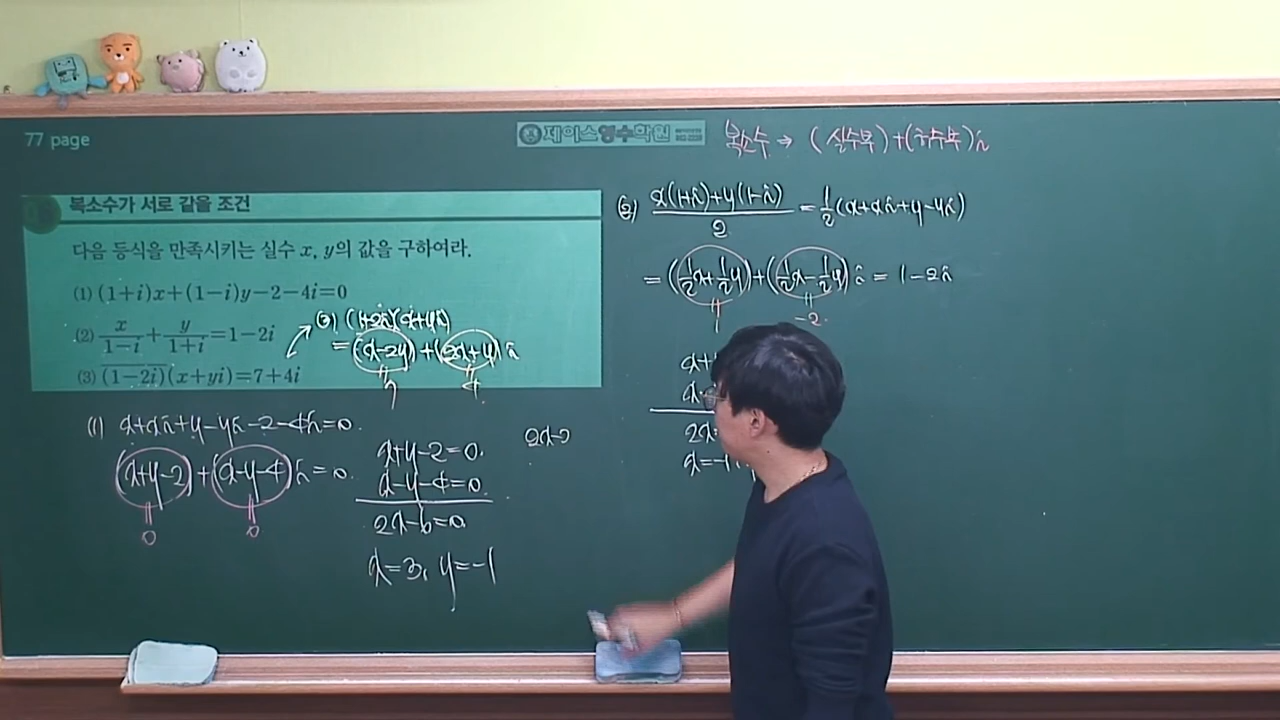 77 page
제이스영수학원
복소수 ⇒ (실수부)+(허수부)i
복소수가 서로 같을 조건
다음 등식을 만족시키는 실수 x, y의 값을 구하여라.
(1) (1+i)x+(1-i)y-2-4i=0
(2) x/(1-i) + y/(1+i) = 1-2i
(3) \overline{(1-2i)}(x+yi)=7+4i
(3) (1+2i)(x+yi)
=(x-2y)+(2x+y)i
7 4
(1) x+xi+y-yi-2-4i=0.
(x+y-2)+(x-y-4)i=0.
0 0
x+y-2=0.
x-y-4=0.
2x-6=0.
x=3, y=-1
2x-2
(2) (x(1+i)+y(1-i))/2 = 1/2(x+xi+y-yi)
=(1/2x+1/2y)+(1/2x-1/2y)i=1-2i
1 -2.
x+
x-
2x=
x=-1